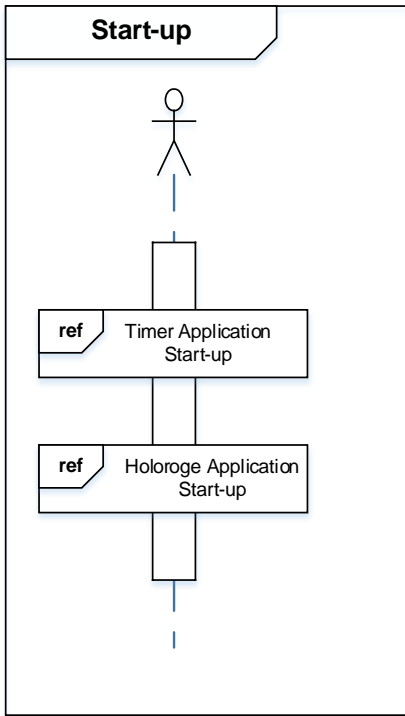 Start-up
ref
Timer Application
Start-up
ref
Holoroge Application
Start-up